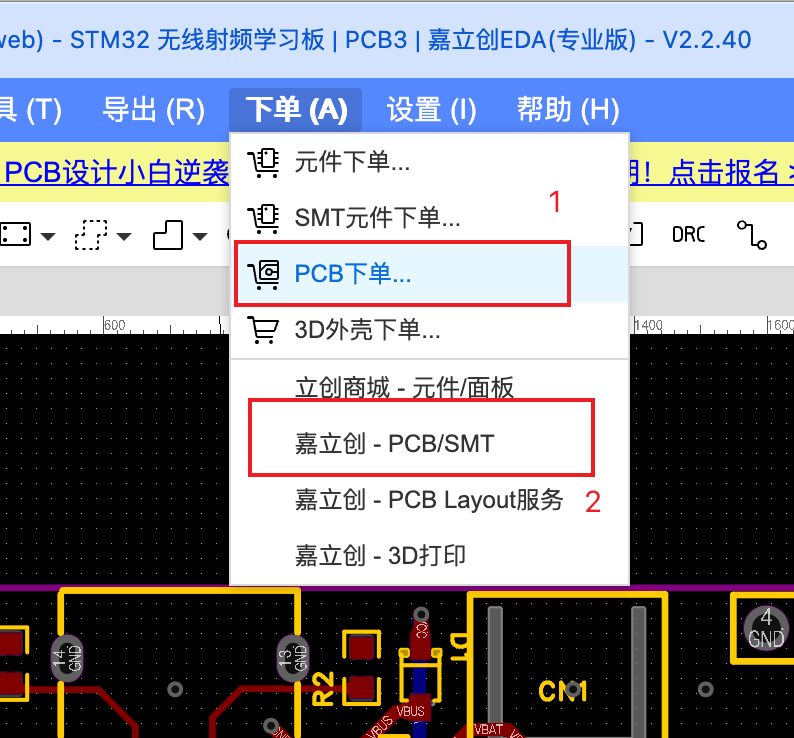 web) - STM32 无线射频学习板 | PCB3 | 嘉立创EDA(专业版) - V2.2.40
具 (T) 导出 (R) 下单 (A) 设置 (I) 帮助 (H)
PCB设计小白逆袭
! 点击报名 >
元件下单...
1
SMT元件下单...
DRC
PCB下单...
3D外壳下单...
600
1400
1600
立创商城 - 元件/面板
嘉立创 - PCB/SMT
嘉立创 - PCB Layout服务
2
嘉立创 - 3D打印
14
GND
13
GND
R2
CC
D1
CN1
4
GND
VBUS
VBUS
VBAT